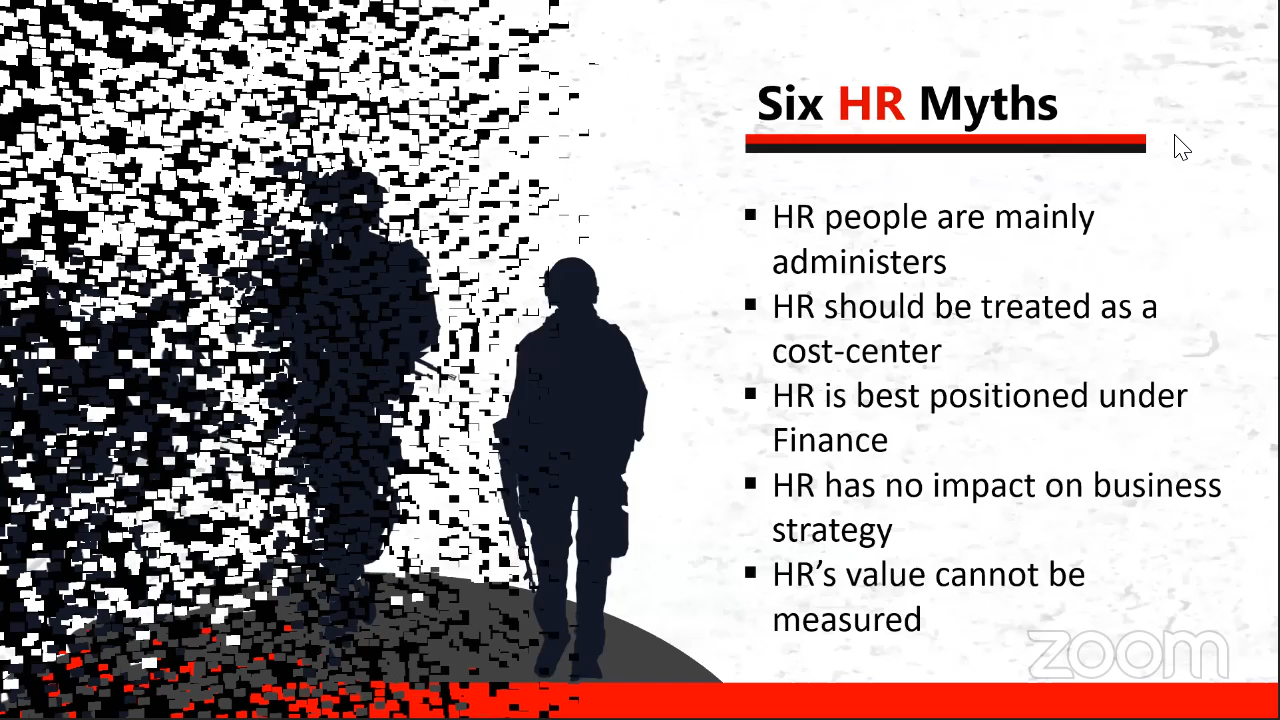 Six HR Myths
▪ HR people are mainly
administers
▪ HR should be treated as a
cost-center
▪ HR is best positioned under
Finance
▪ HR has no impact on business
strategy
▪ HR’s value cannot be
measured
zoom